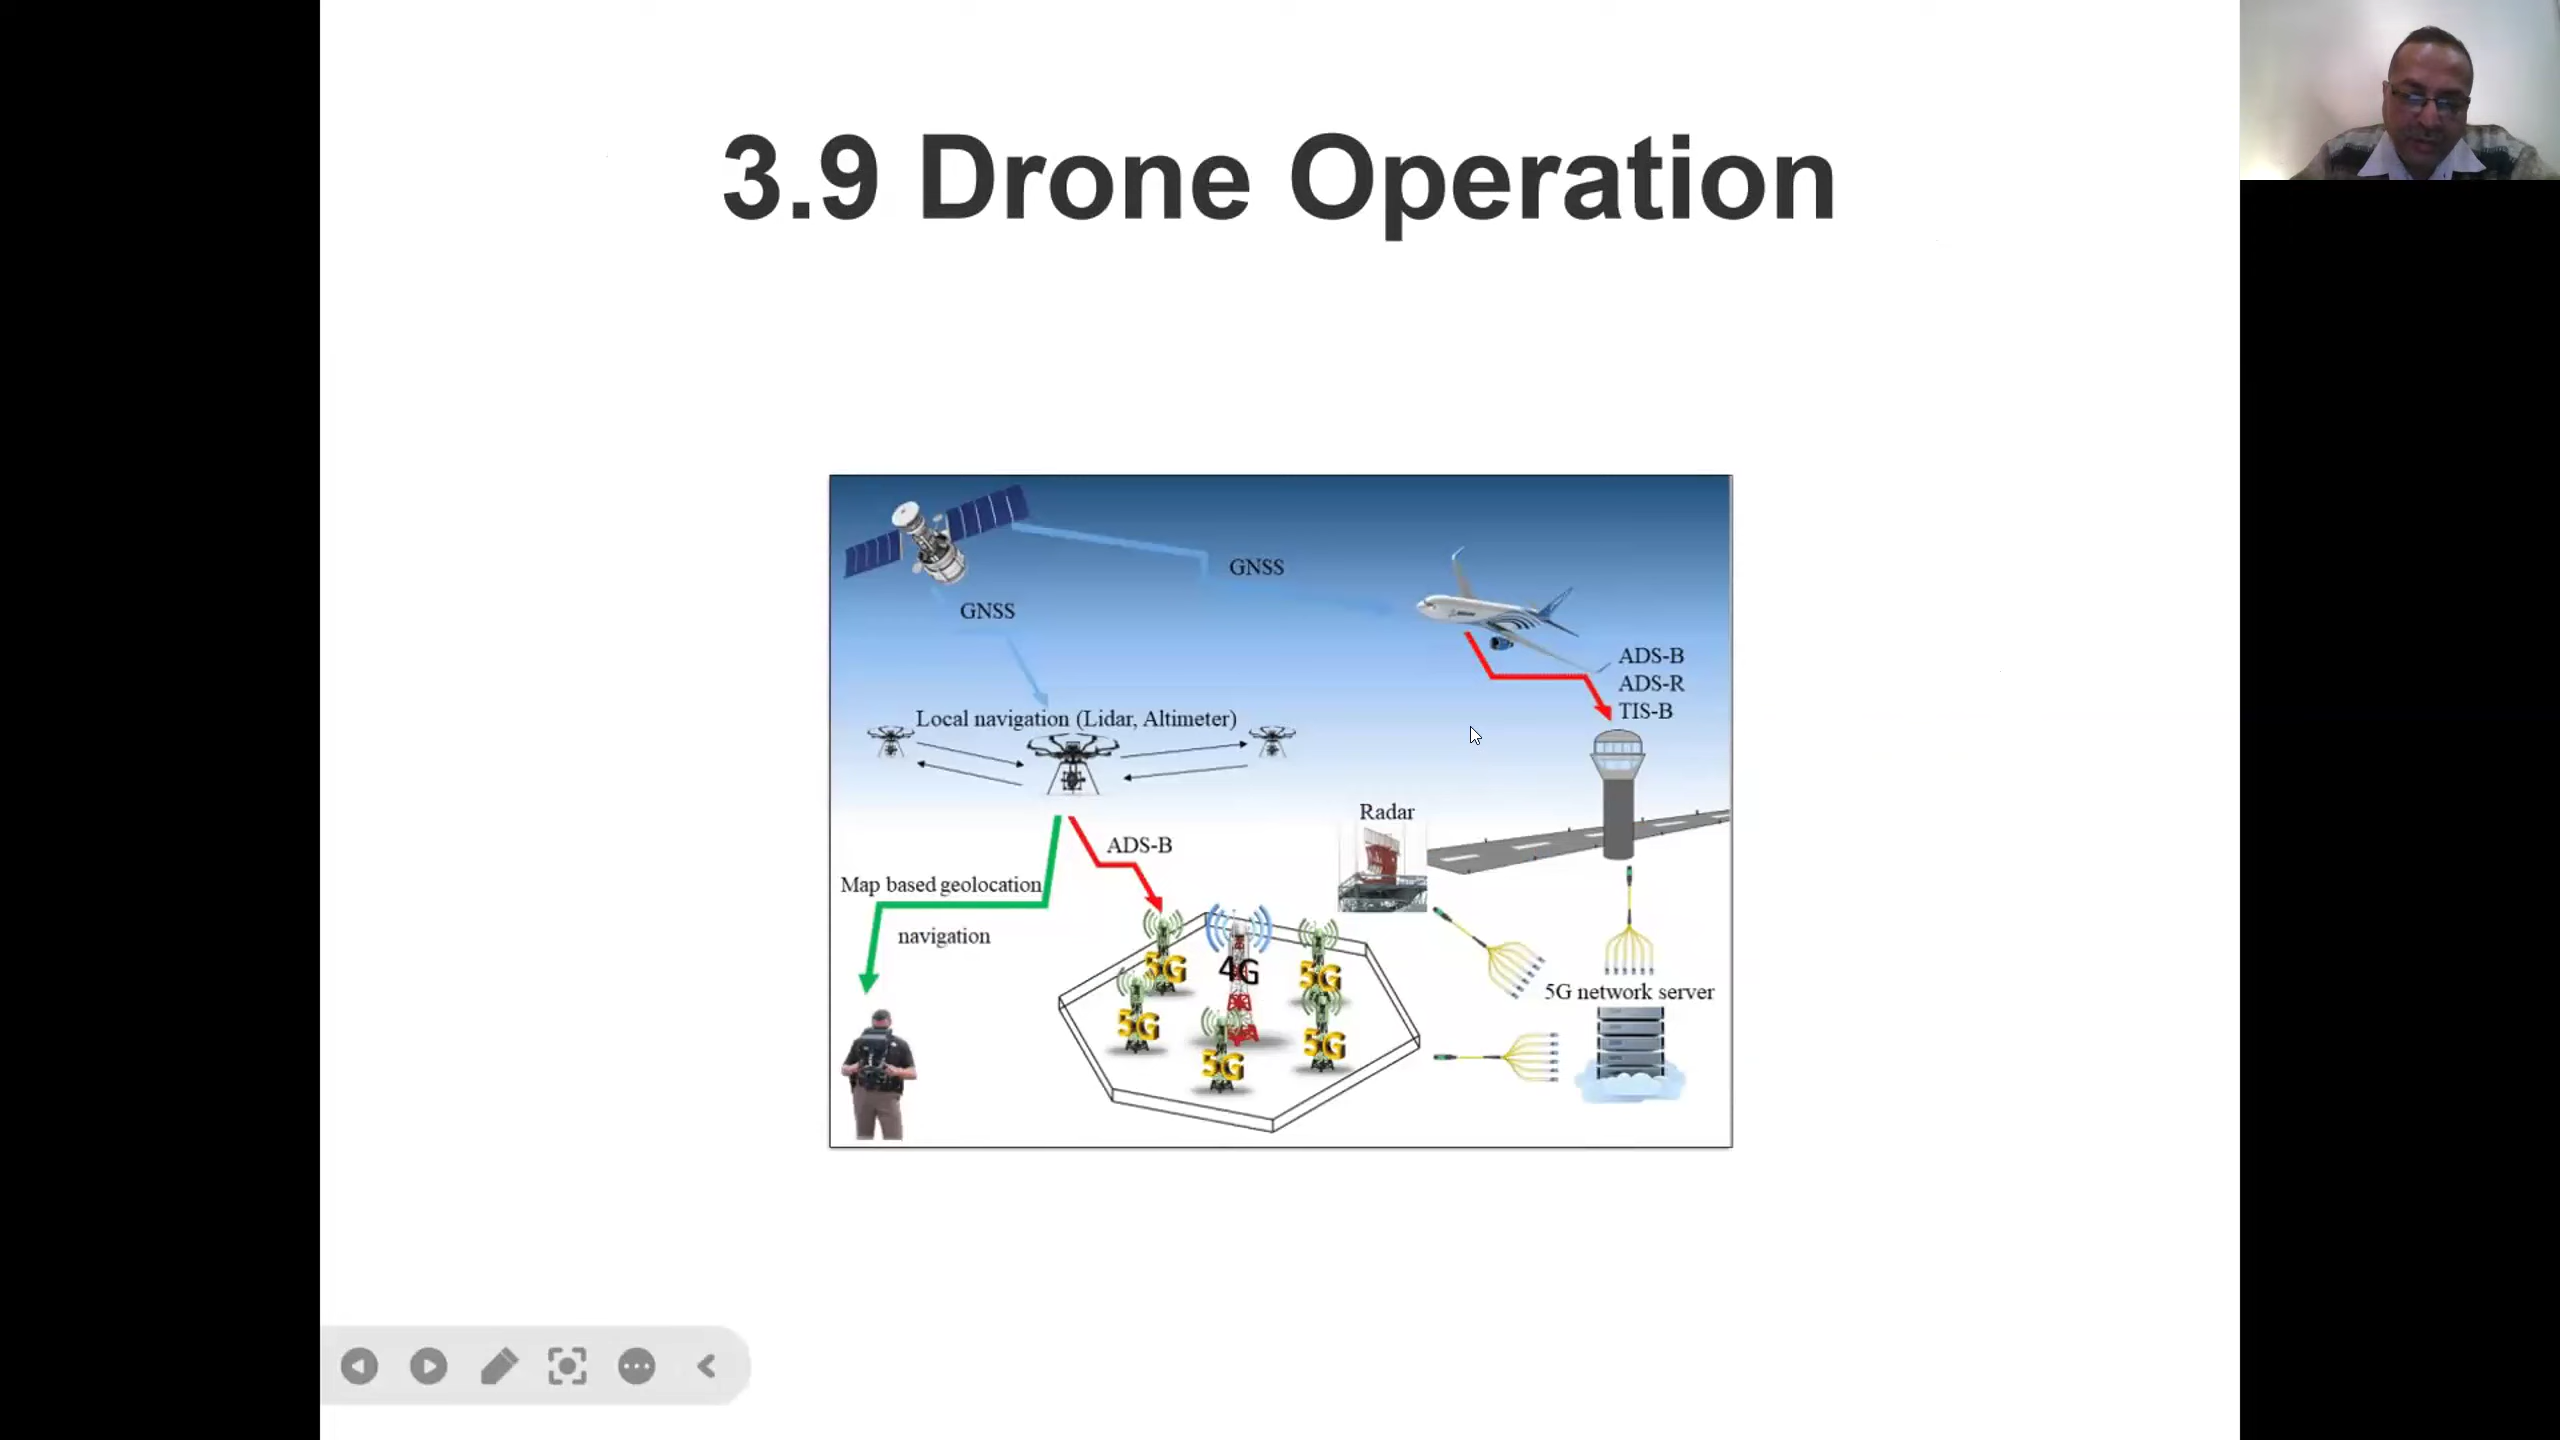 3.9 Drone Operation
GNSS
GNSS
ADS-B
ADS-R
TIS-B
Local navigation (Lidar, Altimeter)
Radar
ADS-B
Map based geolocation
navigation
5G
4G
5G
5G network server
5G
5G
5G